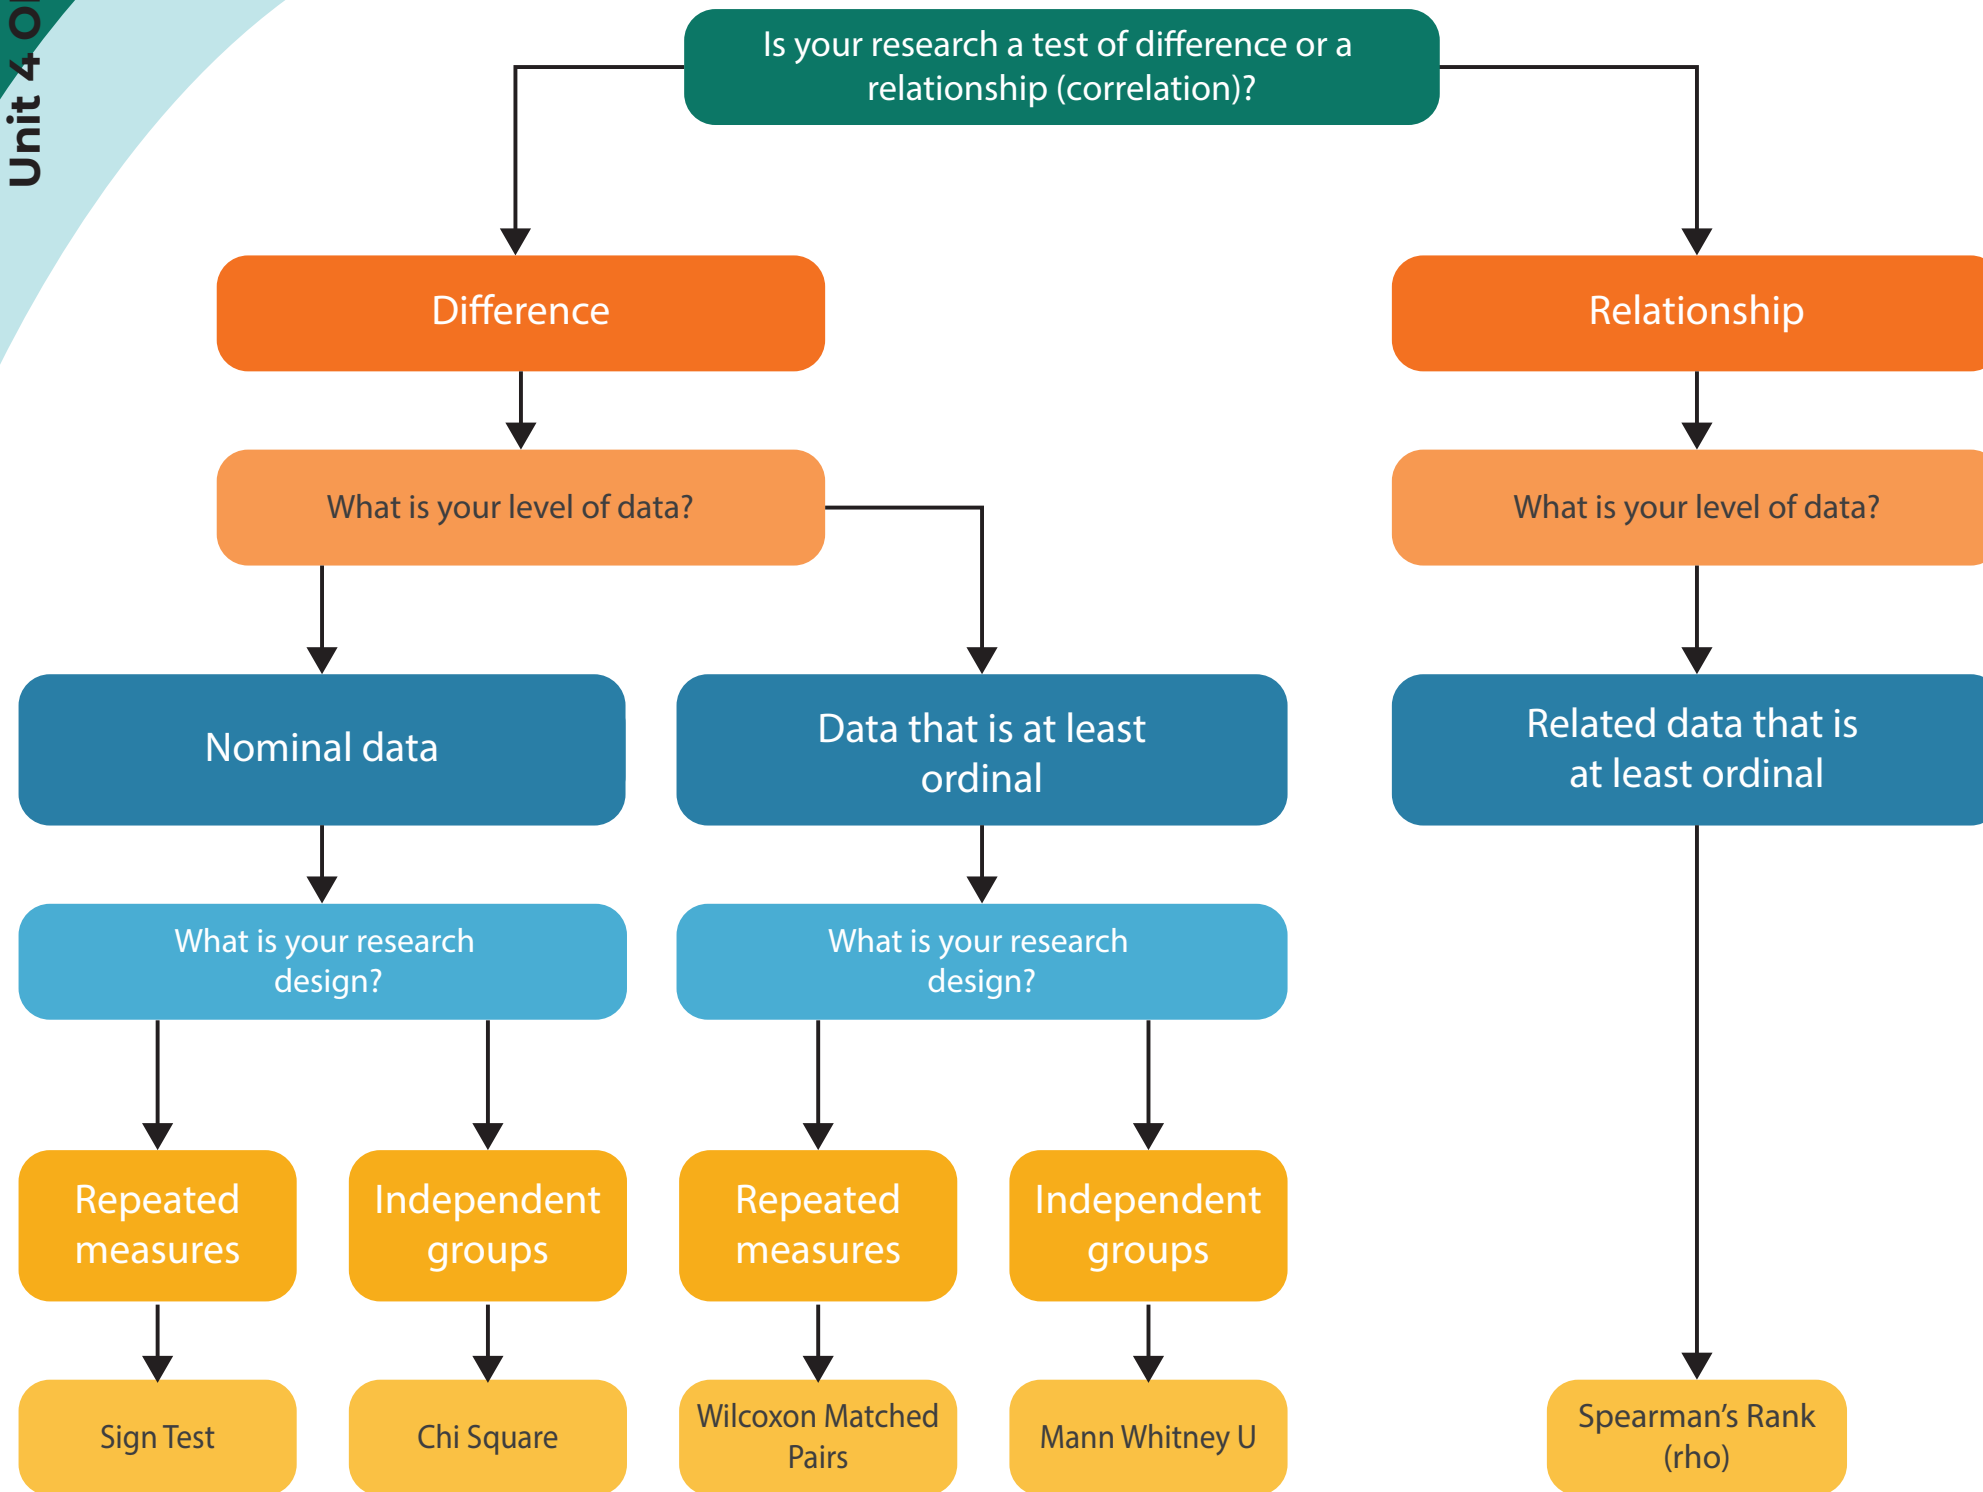 Unit 4
Is your research a test of difference or a
relationship (correlation)?
Difference
Relationship
What is your level of data?
What is your level of data?
Nominal data
Data that is at least
ordinal
Related data that is
at least ordinal
What is your research
design?
What is your research
design?
Repeated
measures
Independent
groups
Repeated
measures
Independent
groups
Sign Test
Chi Square
Wilcoxon Matched
Pairs
Mann Whitney U
Spearman’s Rank
(rho)